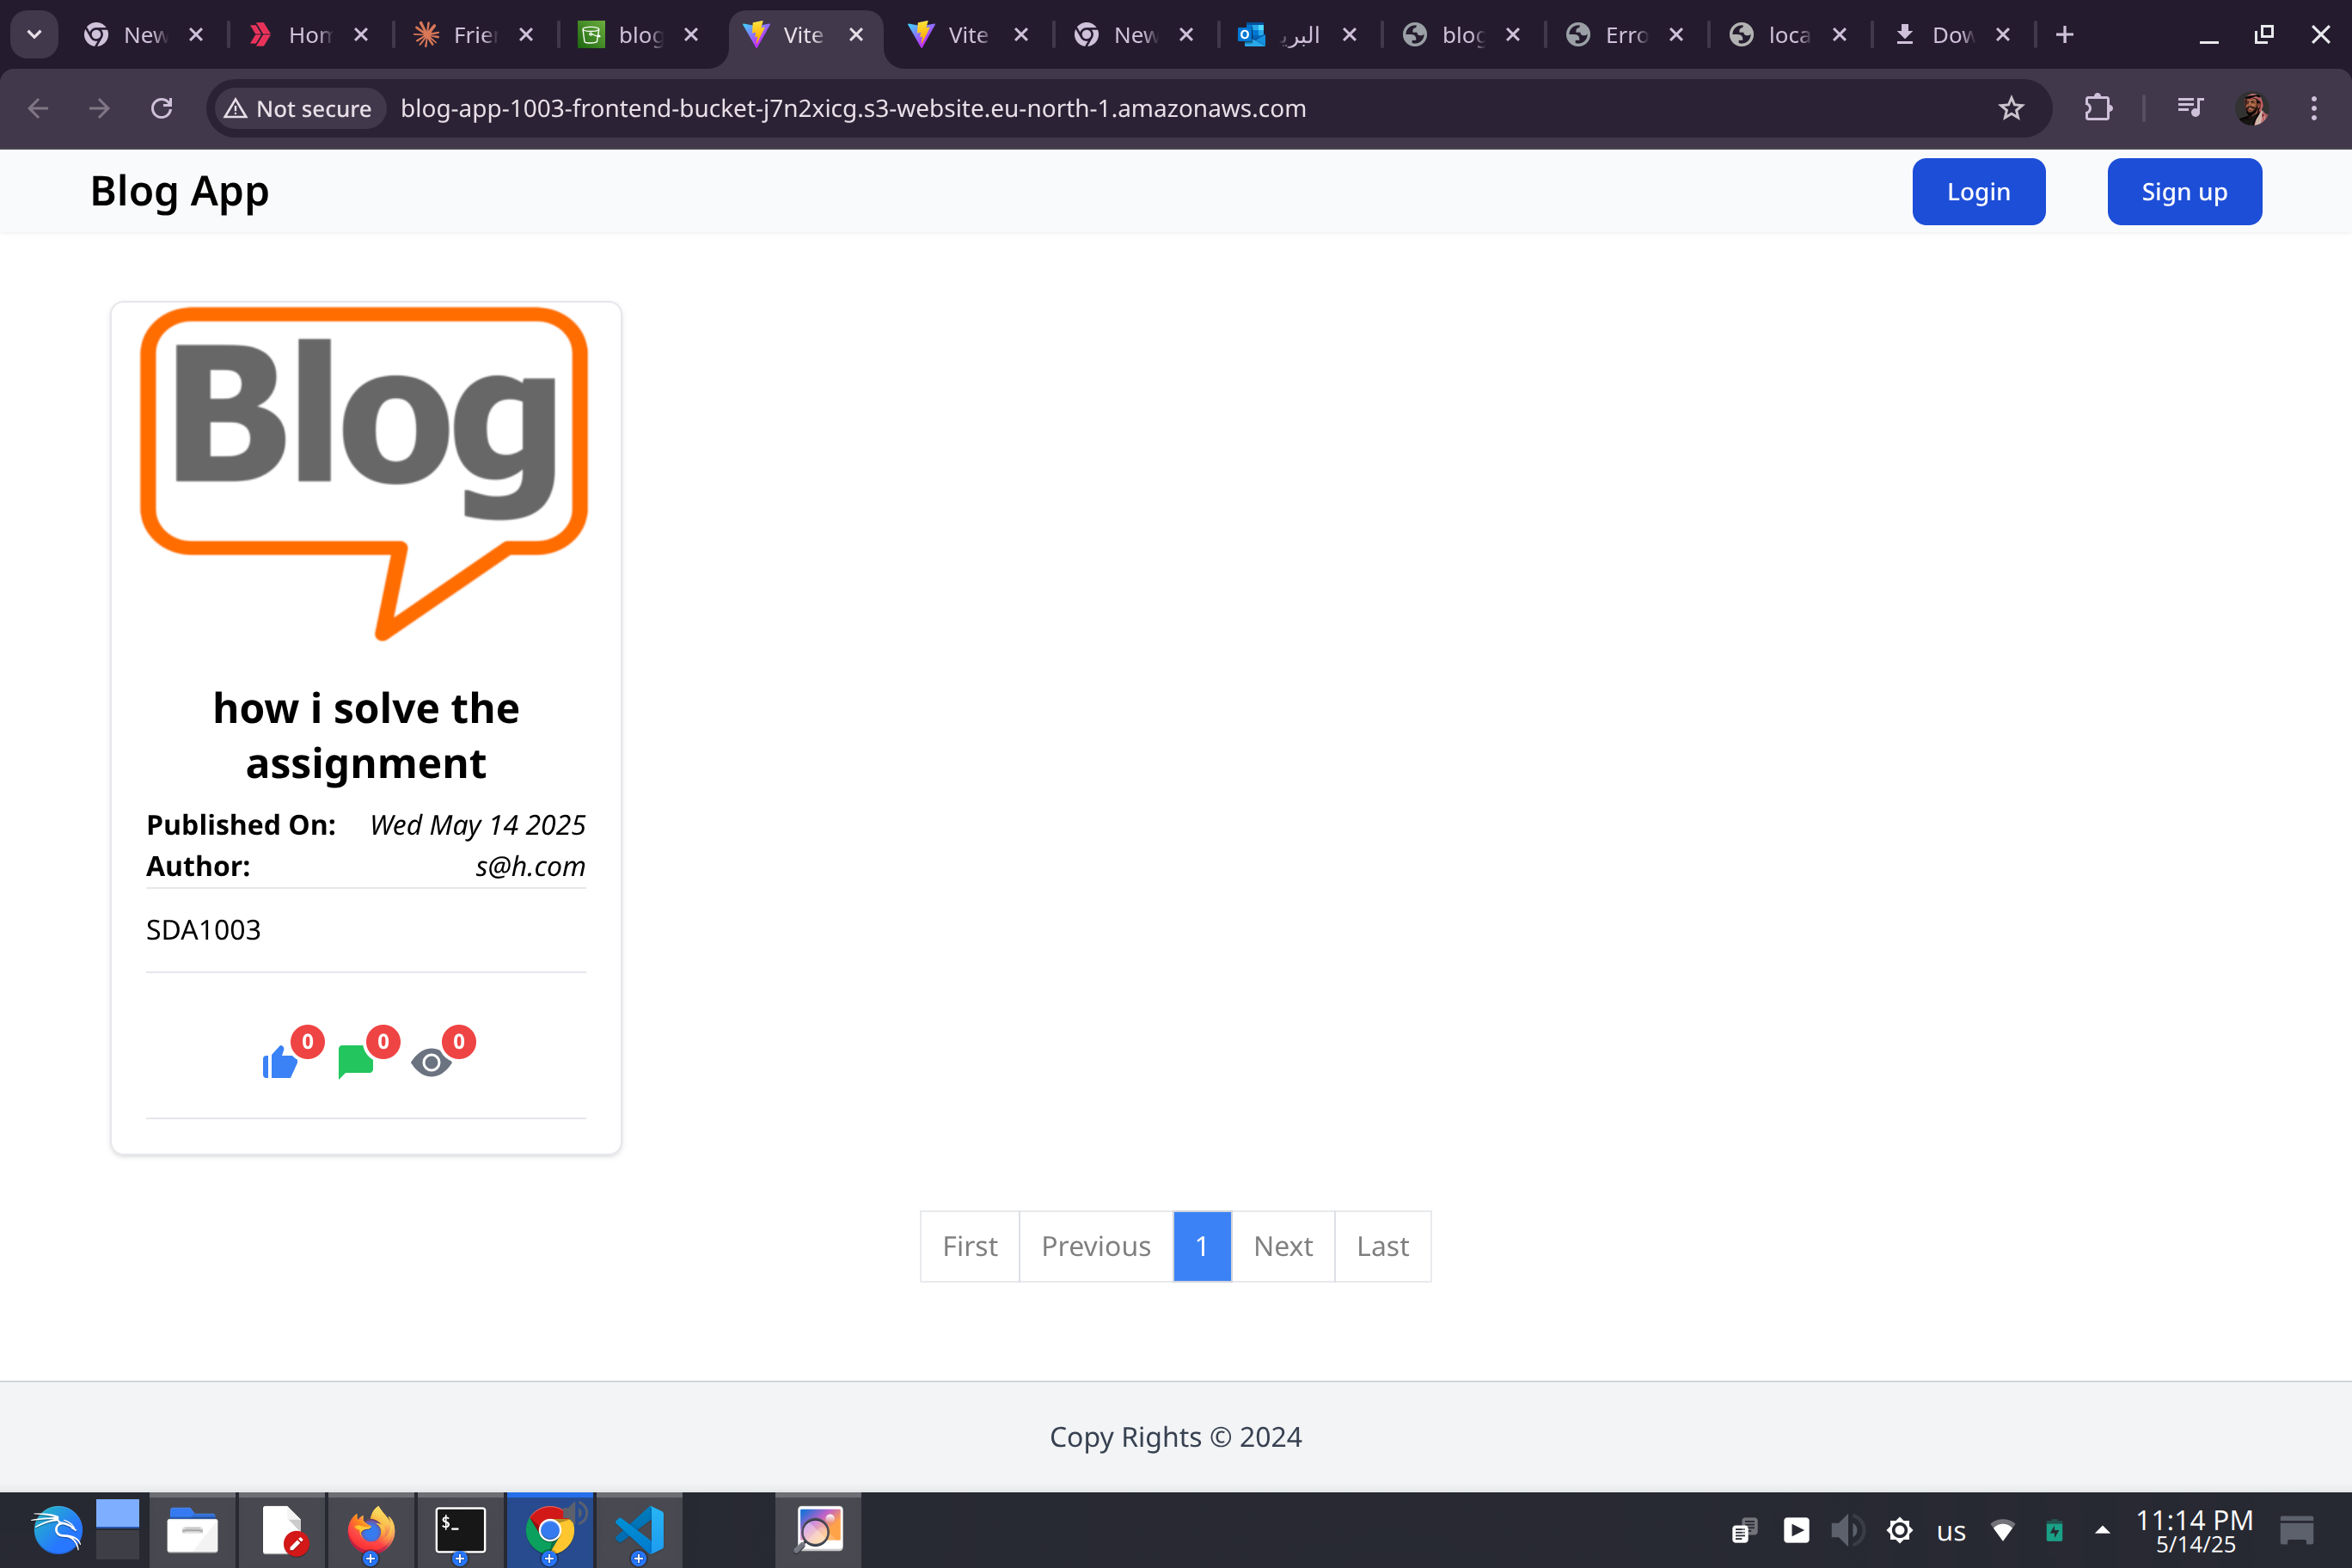 New
Hom
Frie
blog
Vite
Vite
New
البري
blog
Erro
loca
Dow
Not secure
blog-app-1003-frontend-bucket-j7n2xicg.s3-website.eu-north-1.amazonaws.com
Blog App
Login
Sign up
Blog
how i solve the
assignment
Published On: Wed May 14 2025
Author: s@h.com
SDA1003
0 0 0
First Previous 1 Next Last
Copy Rights © 2024
$_
us
11:14 PM
5/14/25